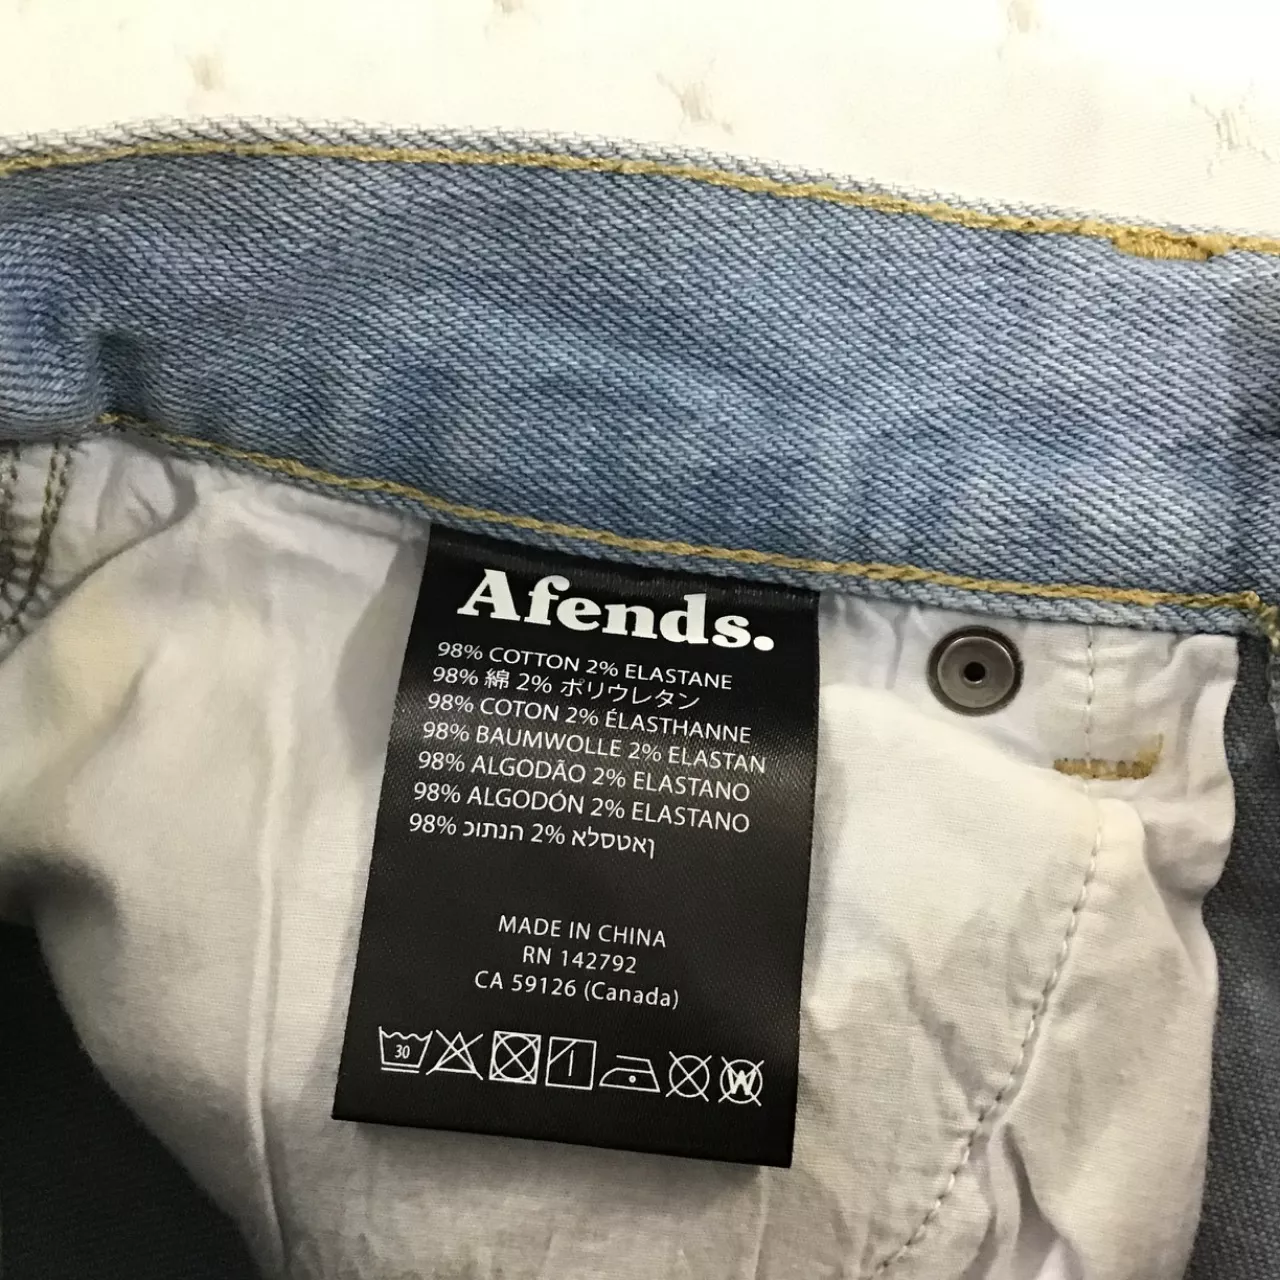 Afends.
98% COTTON 2% ELASTANE
98% 綿 2% ポリウレタン
98% COTON 2% ÉLASTHANNE
98% BAUMWOLLE 2% ELASTAN
98% ALGODÃO 2% ELASTANO
98% ALGODÓN 2% ELASTANO
98% כותנה 2% אלסטאן
MADE IN CHINA
RN 142792
CA 59126 (Canada)
30
W